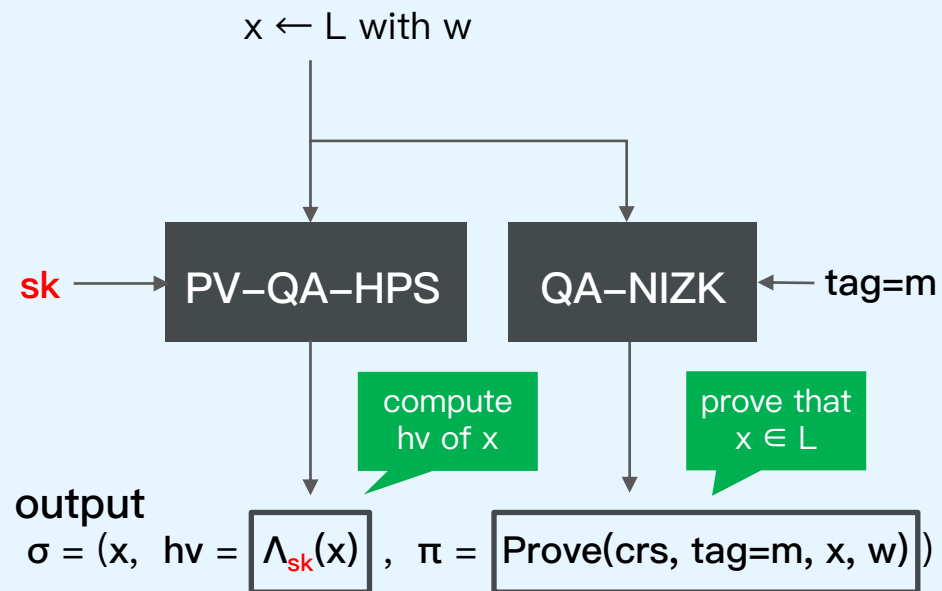 x ← L with w
sk
PV–QA–HPS
QA–NIZK
tag=m
compute
hv of x
prove that
x ∈ L
output
σ = (x, hv = Λsk(x) , π = Prove(crs, tag=m, x, w) )